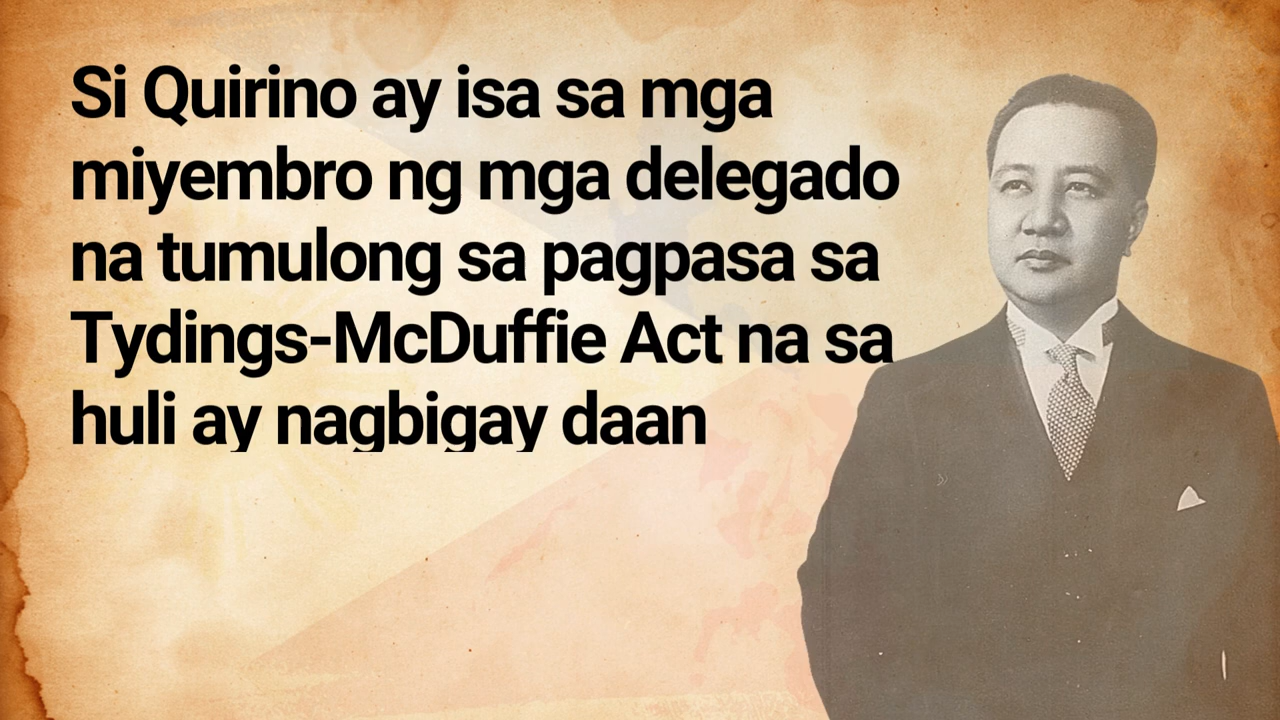 Si Quirino ay isa sa mga
miyembro ng mga delegado
na tumulong sa pagpasa sa
Tydings-McDuffie Act na sa
huli ay nagbigay daan